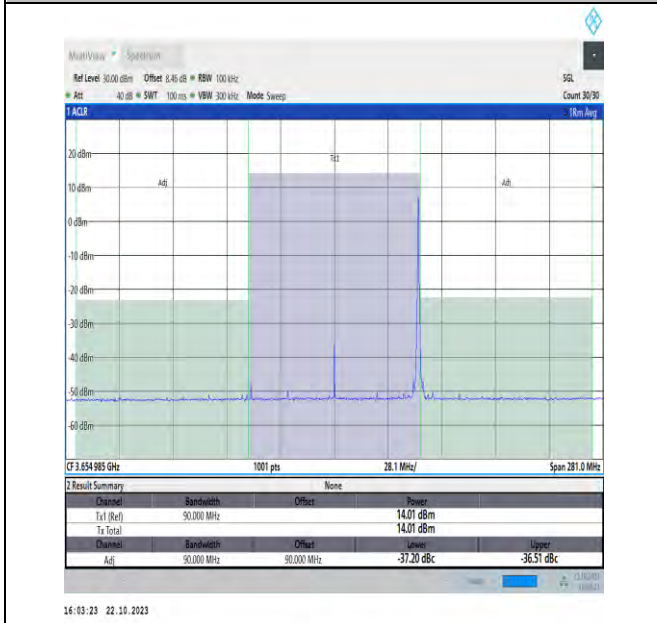 MultiView Spectrum
Ref Level 30.00 dBm Offset 8.46 dB RBW 100 kHz SGL
Att 40 dB SWT 100 ms VBW 300 kHz Mode Sweep Count 30/30
1 ACLR 1Rm Avg
Tx1
20 dBm
Adj Adj
10 dBm
0 dBm
-10 dBm
-20 dBm
-30 dBm
-40 dBm
-50 dBm
-60 dBm
CF 3.654985 GHz 1001 pts 28.1 MHz/ Span 281.0 MHz
2 Result Summary None
Channel Bandwidth Offset Power
Tx1 (Ref) 90.000 MHz 14.01 dBm
Tx Total 14.01 dBm
Channel Bandwidth Offset Lower Upper
Adj 90.000 MHz 90.000 MHz -37.20 dBc -36.51 dBc
16:03:23 22.10.2023